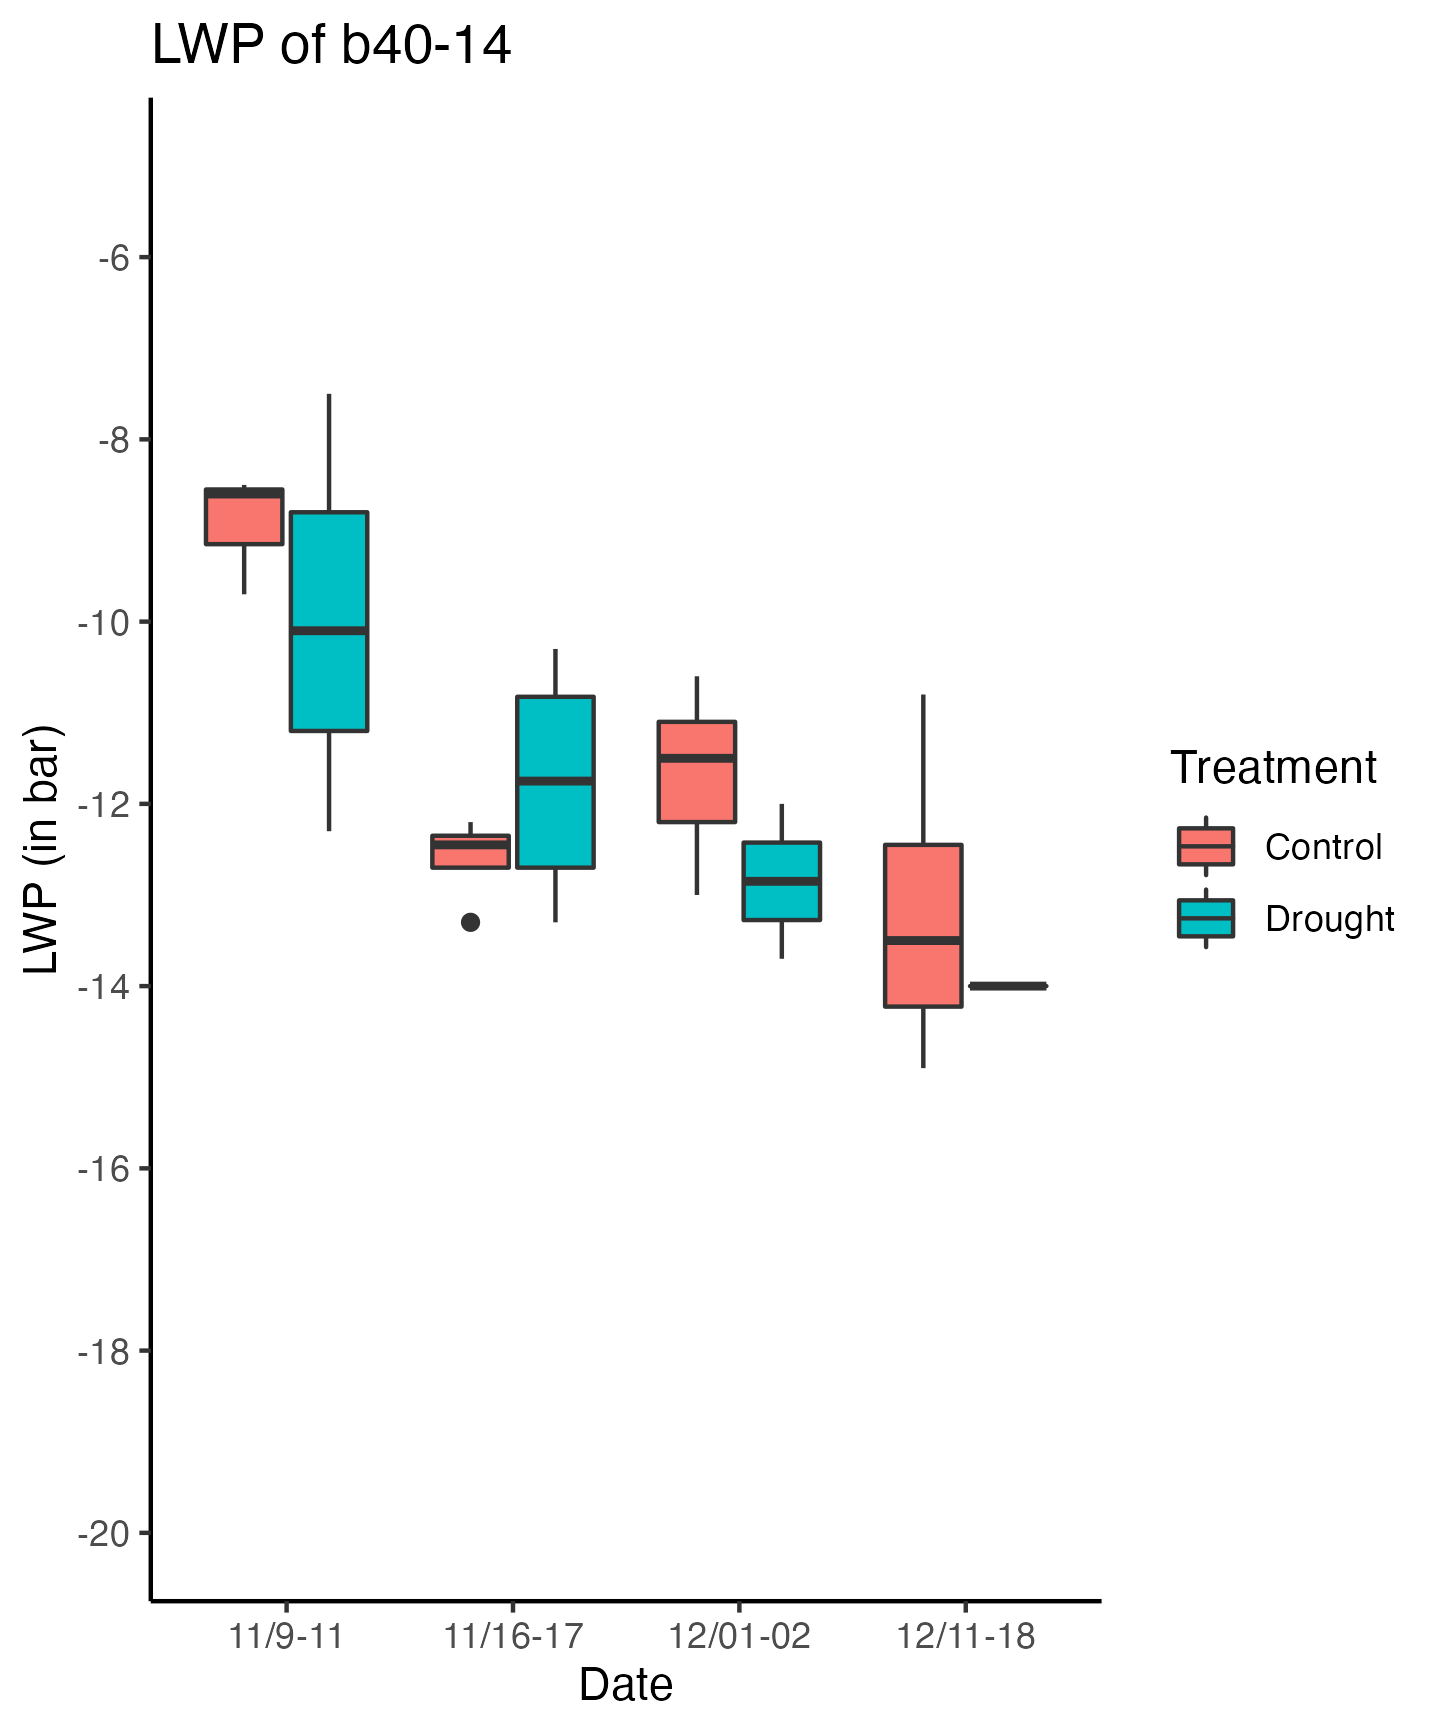 LWP of b40-14
LWP (in bar)
-6
-8
-10
-12
-14
-16
-18
-20
11/9-11
11/16-17
12/01-02
12/11-18
Date
Treatment
Control
Drought